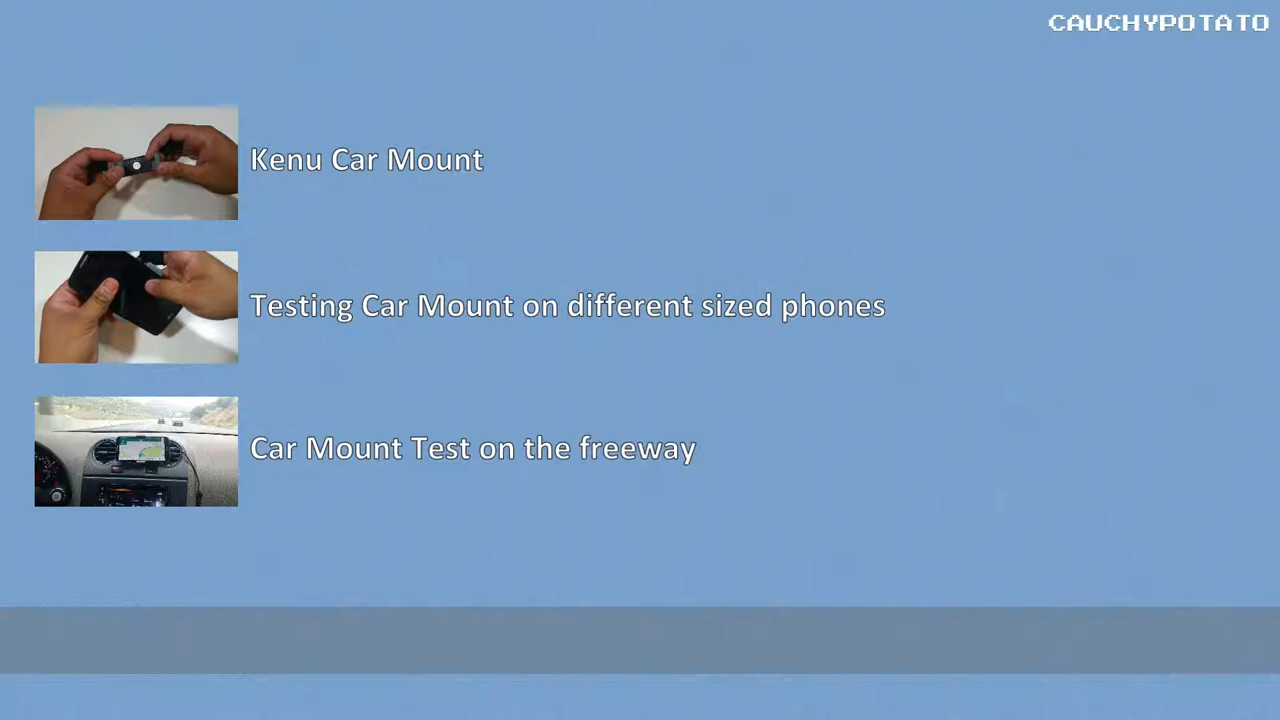 CAUCHYPOTATO
Kenu Car Mount
Testing Car Mount on different sized phones
Car Mount Test on the freeway